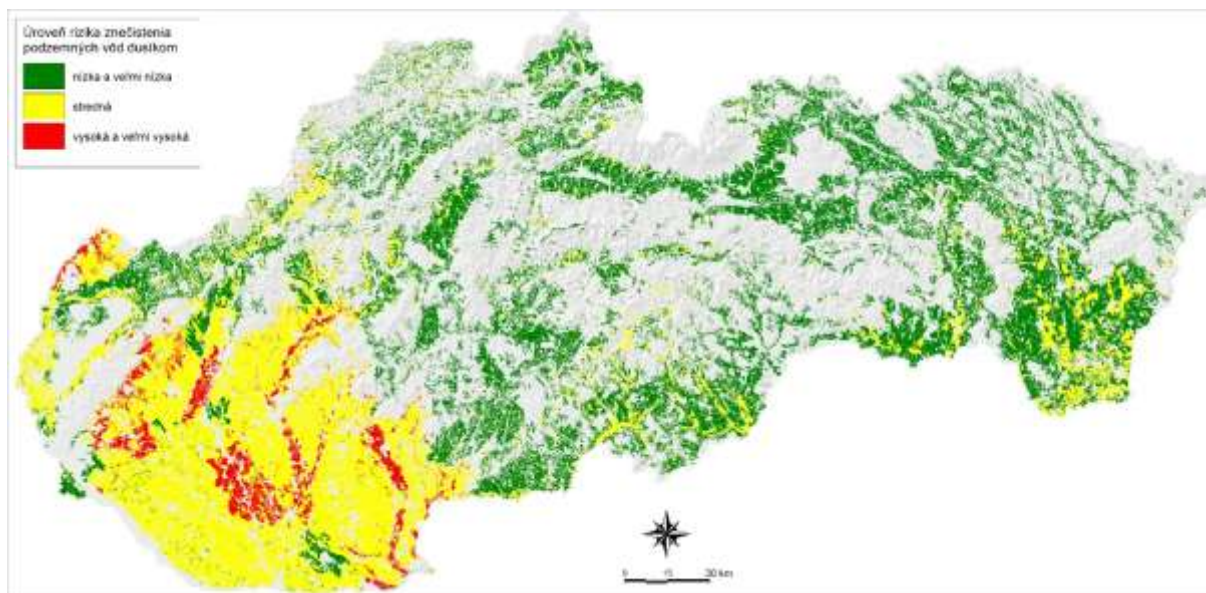 Úroveň rizika znečistenia
podzemných vôd dusíkom
nízka a veľmi nízka
stredná
vysoká a veľmi vysoká
0 15 30 km